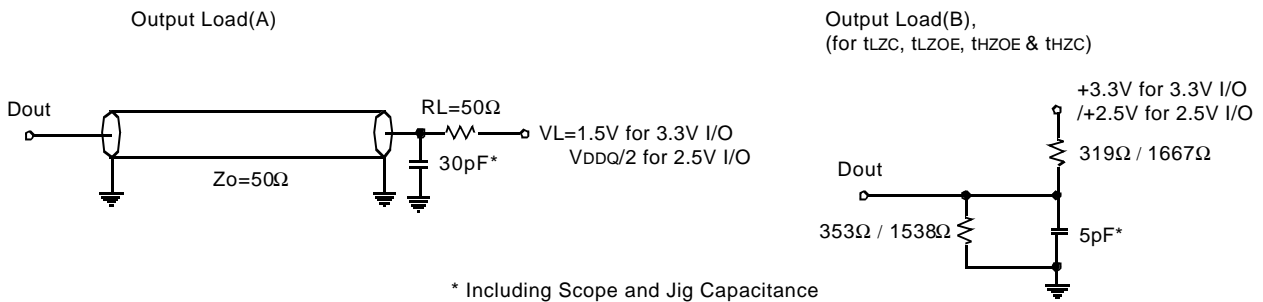 Output Load(A)
Dout
Zo=50Ω
RL=50Ω
30pF*
VL=1.5V for 3.3V I/O
VDDQ/2 for 2.5V I/O
Output Load(B),
(for tLZC, tLZOE, tHZOE & tHZC)
+3.3V for 3.3V I/O
/+2.5V for 2.5V I/O
319Ω / 1667Ω
Dout
353Ω / 1538Ω
5pF*
* Including Scope and Jig Capacitance